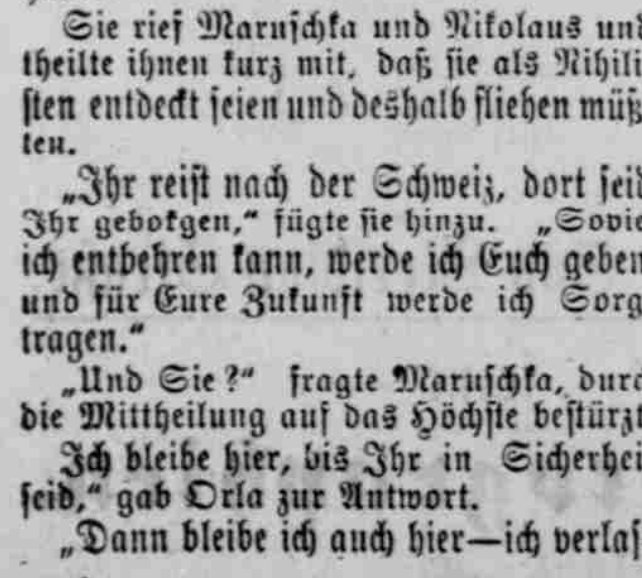 Sie rief Maruschka und Nikolaus und
theilte ihnen kurz mit, daß sie als Nihili
sten entdeckt seien und deshalb fliehen müß
ten.
„Ihr reist nach der Schweiz, dort seid
Ihr gebokgen,“ fügte sie hinzu. „Sovie
ich entbehren kann, werde ich Euch geben
und für Eure Zukunft werde ich Sorg
tragen.“
„Und Sie?“ fragte Maruschka, durc
die Mittheilung auf das Höchste bestürzt
Ich bleibe hier, bis Ihr in Sicherhei
seid,“ gab Orla zur Antwort.
„Dann bleibe ich auch hier—ich verlas